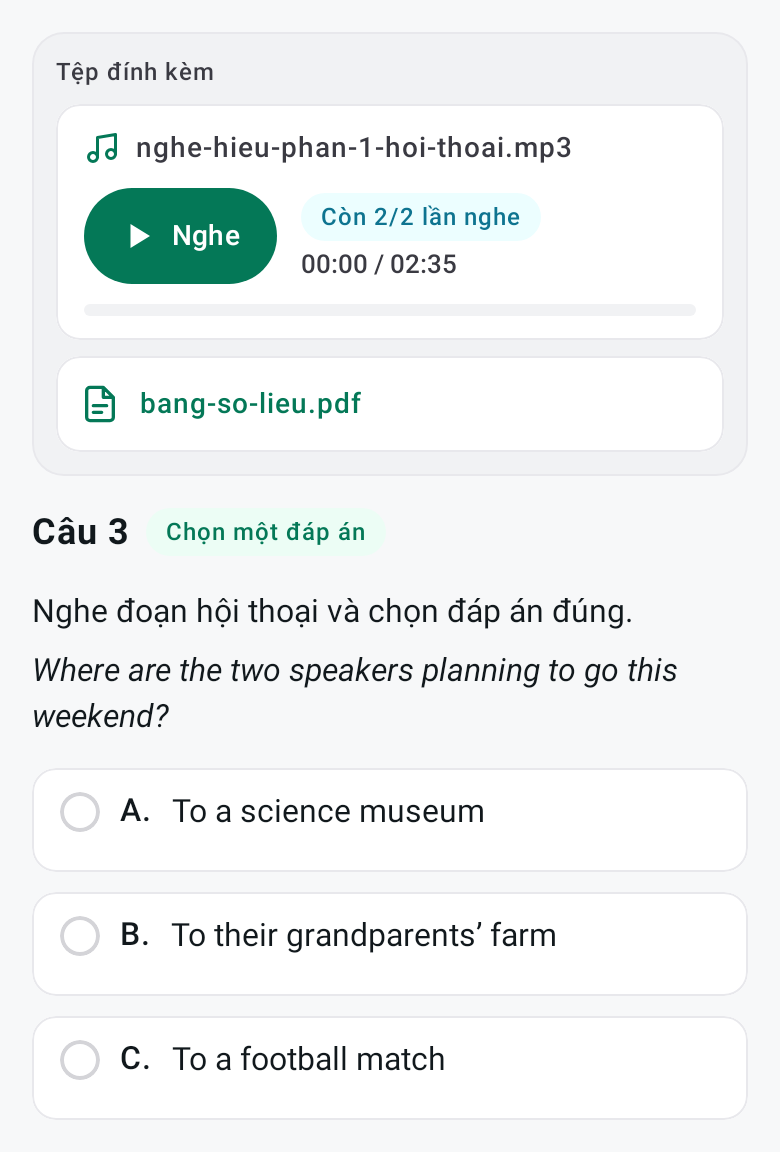 Tệp đính kèm
nghe-hieu-phan-1-hoi-thoai.mp3
Nghe
Còn 2/2 lần nghe
00:00 / 02:35
bang-so-lieu.pdf
Câu 3
Chọn một đáp án
Nghe đoạn hội thoại và chọn đáp án đúng.
Where are the two speakers planning to go this
weekend?
A. To a science museum
B. To their grandparents’ farm
C. To a football match